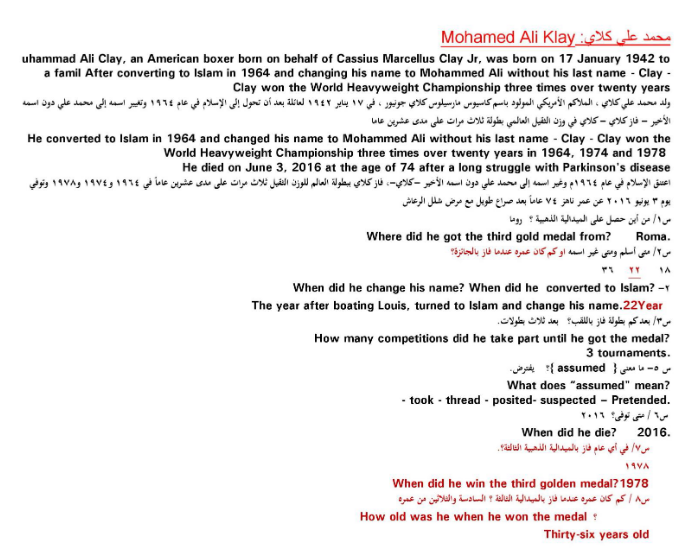 محمد علي كلاي: Mohamed Ali Klay
uhammad Ali Clay, an American boxer born on behalf of Cassius Marcellus Clay Jr, was born on 17 January 1942 to
a famil After converting to Islam in 1964 and changing his name to Mohammed Ali without his last name - Clay -
Clay won the World Heavyweight Championship three times over twenty years
ولد محمد علي كلاي ، الملاكم الأمريكي المولود باسم كاسيوس مارسيلوس كلاي جونيور ، في ١٧ يناير ١٩٤٢ لعائلة بعد أن تحول إلى الإسلام في عام ١٩٦٤ وتغيير اسمه إلى محمد علي دون اسمه
الأخير – فاز كلاي – كلاي في وزن الثقيل العالمي بطولة ثلاث مرات على مدى عشرين عاما
He converted to Islam in 1964 and changed his name to Mohammed Ali without his last name - Clay - Clay won the
World Heavyweight Championship three times over twenty years in 1964, 1974 and 1978
He died on June 3, 2016 at the age of 74 after a long struggle with Parkinson's disease
اعتنق الإسلام في وعام ١٩٦٤م وغير اسمه إلى محمد علي دون اسمه الأخير –كلاي–، فاز كلاي ببطولة العالم للوزن الثقيل ثلاث مرات على مدى عشرين عاماً في ١٩٦٤ و١٩٧٤ و١٩٧٨ وتوفي
يوم ٣ يونيو ٢٠١٦ عن عمر ناهز ٧٤ عاماً بعد صراع طويل مع مرض شلل الرعاش
س١/ من أين حصل على الميدالية الذهبية ؟ روما
Where did he got the third gold medal from? Roma.
س٢/ متى أسلم ومتى غير اسمه او كم كان عمره عندما فاز بالجائزة؟
١٨ ٢٢ ٣٦
٢– When did he change his name? When did he converted to Islam?
The year after boating Louis, turned to Islam and change his name.22Year
س٣/ بعد كم بطولة فاز باللقب؟ بعد ثلاث بطولات.
How many competitions did he take part until he got the medal?
3 tournaments.
س ٥– ما معنى { assumed }؟ يفترض.
What does "assumed" mean?
- took - thread - posited- suspected – Pretended.
س٦ / متى توفى؟ ٢٠١٦
When did he die? 2016.
س٧/ في أي عام فاز بالميدالية الذهبية الثالثة؟.
١٩٧٨
When did he win the third golden medal?1978
س٨ / كم كان عمره عندما فاز بالميدالية الثالثة ؟ السادسة والثلاثين من عمره
How old was he when he won the medal ؟
Thirty-six years old